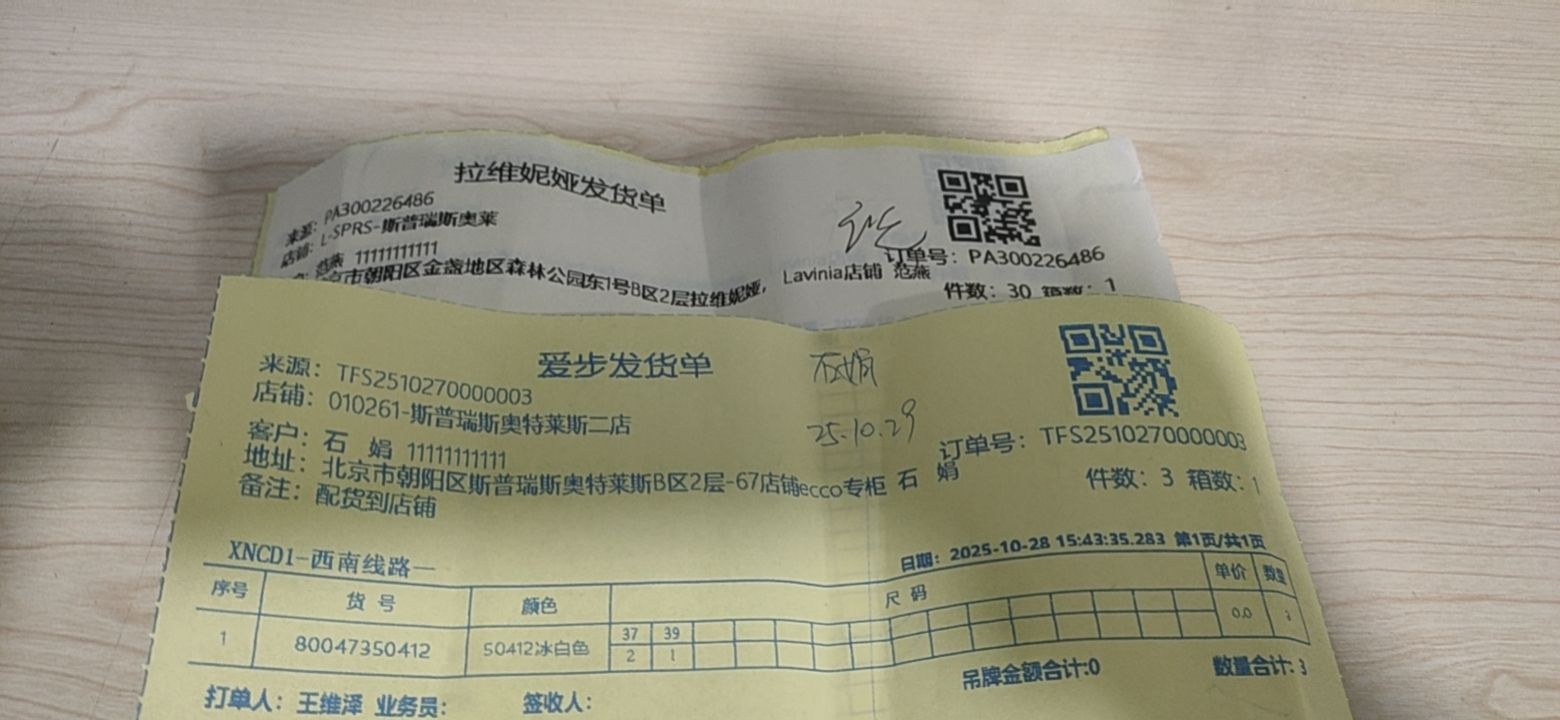 拉维妮娅发货单
来源：PA300226486
店铺：L-SPRS-斯普瑞斯奥莱
范燕 11111111111
订单号：PA300226486
京市朝阳区金盏地区森林公园东1号B区2层拉维妮娅，Lavinia店铺 范燕
件数：30 箱数：1
爱步发货单
石娟
来源：TFS2510270000003
店铺：010261-斯普瑞斯奥特莱斯二店
25.10.29
客户：石 娟 11111111111
订单号：TFS2510270000003
地址：北京市朝阳区斯普瑞斯奥特莱斯B区2层-67店铺ecco专柜 石 娟
件数：3 箱数：1
备注：配货到店铺
XNCD1-西南线路一
日期：2025-10-28 15:43:35.283 第1页/共1页
序号 货 号 颜色 尺 码 单价 数量
37 39
1 80047350412 50412冰白色 0.0 3
2 1
吊牌金额合计:0 数量合计: 3
打单人：王维泽 业务员： 签收人：